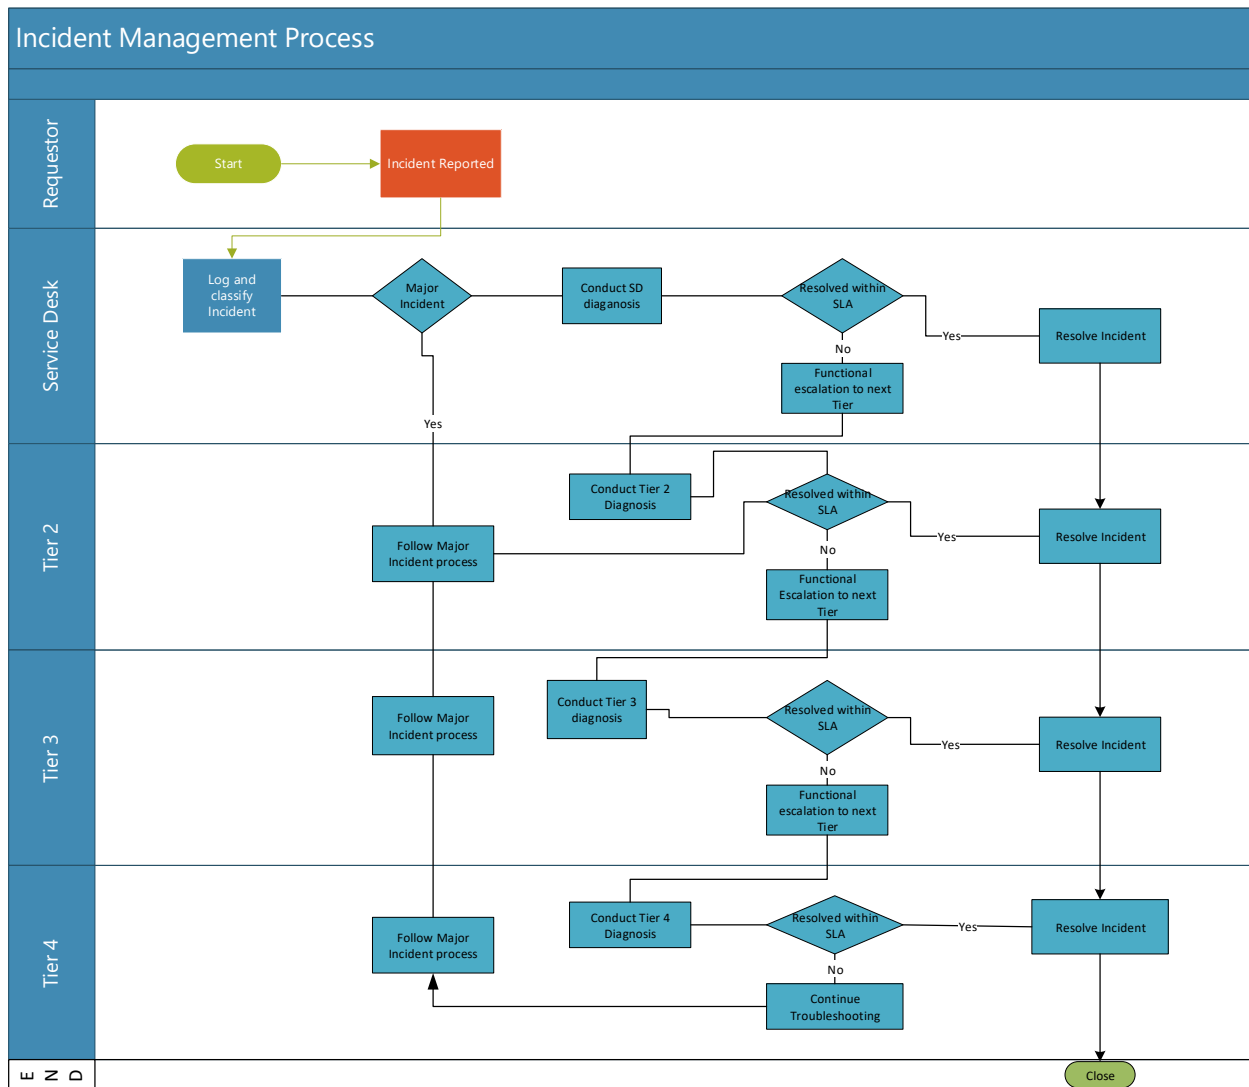 Incident Management Process
Requestor
Start
Incident Reported
Service Desk
Log and
classify
Incident
Major
Incident
Conduct SD
diaganosis
Resolved within
SLA
Yes
Resolve Incident
No
Functional
escalation to next
Tier
Yes
Tier 2
Conduct Tier 2
Diagnosis
Resolved within
SLA
Yes
Resolve Incident
Follow Major
Incident process
No
Functional
Escalation to next
Tier
Tier 3
Conduct Tier 3
diagnosis
Resolved within
SLA
Yes
Resolve Incident
Follow Major
Incident process
No
Functional
escalation to next
Tier
Tier 4
Conduct Tier 4
Diagnosis
Resolved within
SLA
Yes
Resolve Incident
Follow Major
Incident process
No
Continue
Troubleshooting
END
Close